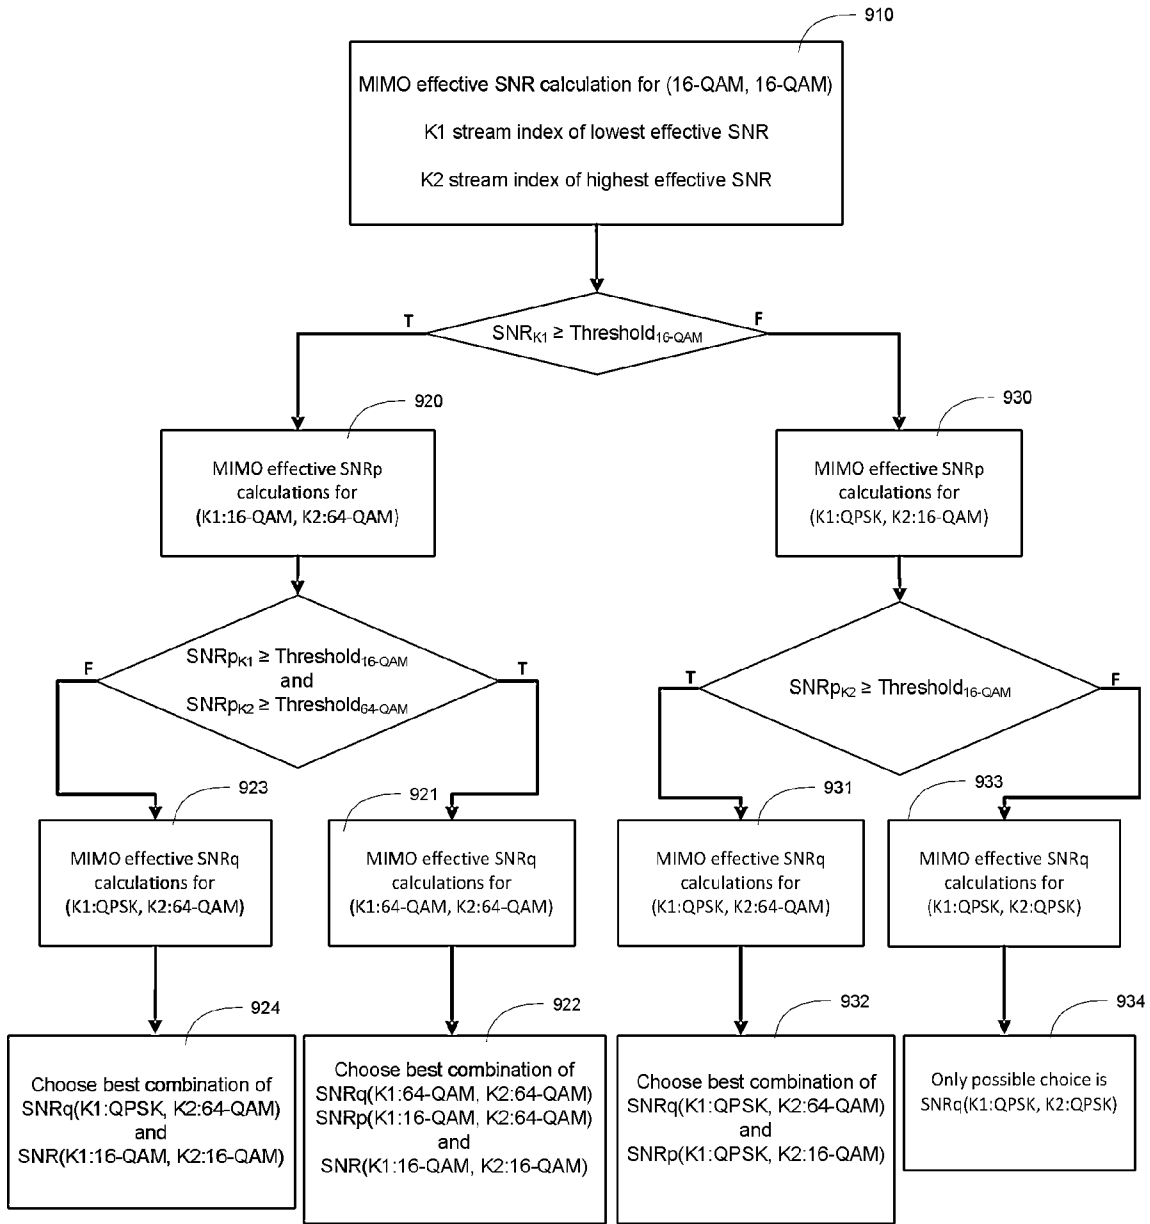 910
MIMO effective SNR calculation for (16-QAM, 16-QAM)
K1 stream index of lowest effective SNR
K2 stream index of highest effective SNR
T
SNRK1 ≥ Threshold16-QAM
F
920
930
MIMO effective SNRp
calculations for
(K1:16-QAM, K2:64-QAM)
MIMO effective SNRp
calculations for
(K1:QPSK, K2:16-QAM)
F
SNRpK1 ≥ Threshold16-QAM
and
SNRpK2 ≥ Threshold64-QAM
T
T
SNRpK2 ≥ Threshold16-QAM
F
923
921
931
933
MIMO effective SNRq
calculations for
(K1:QPSK, K2:64-QAM)
MIMO effective SNRq
calculations for
(K1:64-QAM, K2:64-QAM)
MIMO effective SNRq
calculations for
(K1:QPSK, K2:64-QAM)
MIMO effective SNRq
calculations for
(K1:QPSK, K2:QPSK)
924
922
932
934
Choose best combination of
SNRq(K1:QPSK, K2:64-QAM)
and
SNR(K1:16-QAM, K2:16-QAM)
Choose best combination of
SNRq(K1:64-QAM, K2:64-QAM)
SNRp(K1:16-QAM, K2:64-QAM)
and
SNR(K1:16-QAM, K2:16-QAM)
Choose best combination of
SNRq(K1:QPSK, K2:64-QAM)
and
SNRp(K1:QPSK, K2:16-QAM)
Only possible choice is
SNRq(K1:QPSK, K2:QPSK)